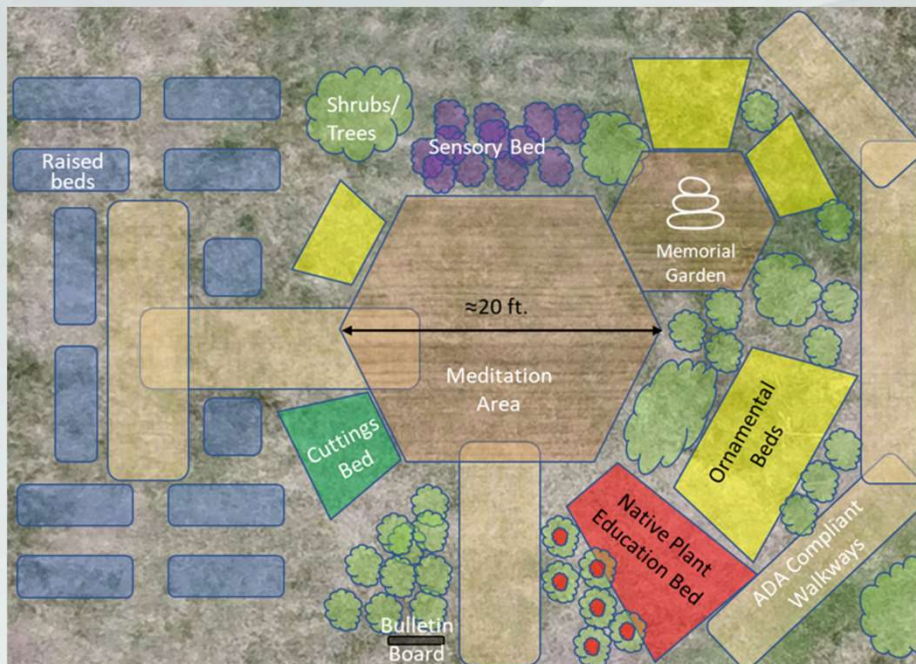 Shrubs/
Trees
Sensory Bed
Raised
beds
Memorial
Garden
≈20 ft.
Meditation
Area
Ornamental
Beds
Cuttings
Bed
Native Plant
Education Bed
ADA Compliant
Walkways
Bulletin
Board